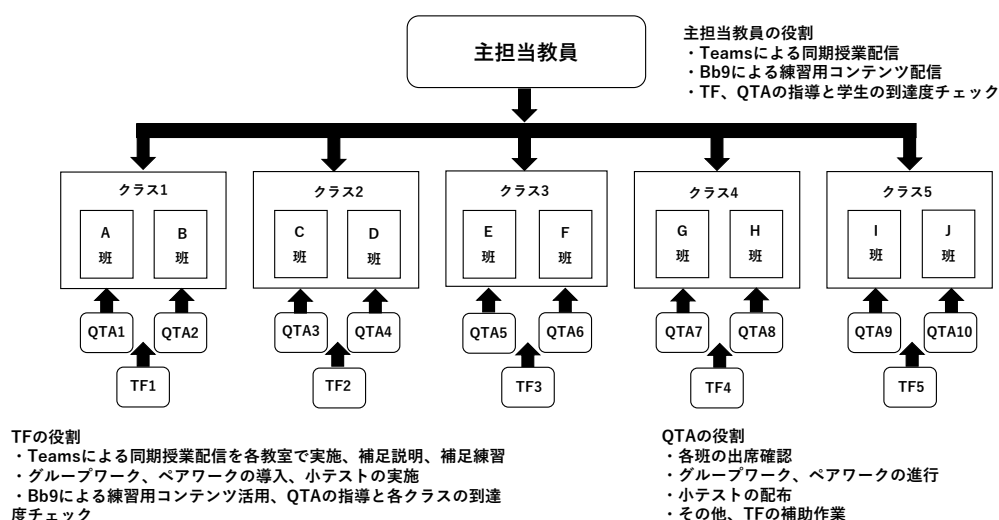 主担当教員
主担当教員の役割
・Teamsによる同期授業配信
・Bb9による練習用コンテンツ配信
・TF、QTAの指導と学生の到達度チェック
クラス1
クラス2
クラス3
クラス4
クラス5
A
班
B
班
C
班
D
班
E
班
F
班
G
班
H
班
I
班
J
班
QTA1
QTA2
QTA3
QTA4
QTA5
QTA6
QTA7
QTA8
QTA9
QTA10
TF1
TF2
TF3
TF4
TF5
TFの役割
・Teamsによる同期授業配信を各教室で実施、補足説明、補足練習
・グループワーク、ペアワークの導入、小テストの実施
・Bb9による練習用コンテンツ活用、QTAの指導と各クラスの到達
度チェック
QTAの役割
・各班の出席確認
・グループワーク、ペアワークの進行
・小テストの配布
・その他、TFの補助作業